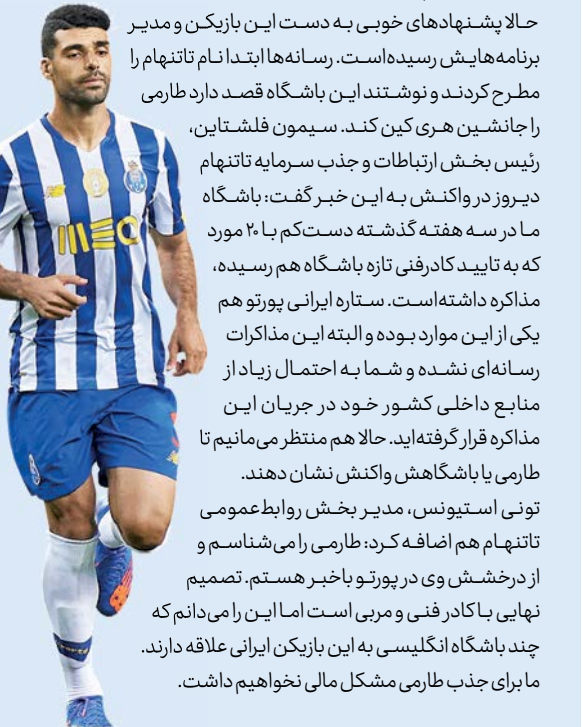 حالا پشنهادهای خوبی به دست این بازیکن و مدیر
برنامه‌هایش رسیده‌است. رسانه‌ها ابتدا نام تاتنهام را
مطرح کردند و نوشتند این باشگاه قصد دارد طارمی
را جانشین هری کین کند. سیمون فلشتاین،
رئیس بخش ارتباطات و جذب سرمایه تاتنهام
دیروز در واکنش به این خبر گفت: باشگاه
ما در سه هفته گذشته دست‌کم با ۲۰ مورد
که به تایید کادرفنی تازه باشگاه هم رسیده،
مذاکره داشته‌است. ستاره ایرانی پورتو هم
یکی از این موارد بوده و البته این مذاکرات
رسانه‌ای نشده و شما به احتمال زیاد از
منابع داخلی کشور خود در جریان این
مذاکره قرار گرفته‌اید. حالا هم منتظر می‌مانیم تا
طارمی یا باشگاهش واکنش نشان دهند.
تونی استیونس، مدیر بخش روابط‌عمومی
تاتنهام هم اضافه کرد: طارمی را می‌شناسم و
از درخشش وی در پورتو باخبر هستم. تصمیم
نهایی با کادر فنی و مربی است اما این را می‌دانم که
چند باشگاه انگلیسی به این بازیکن ایرانی علاقه دارند.
ما برای جذب طارمی مشکل مالی نخواهیم داشت.
MEO